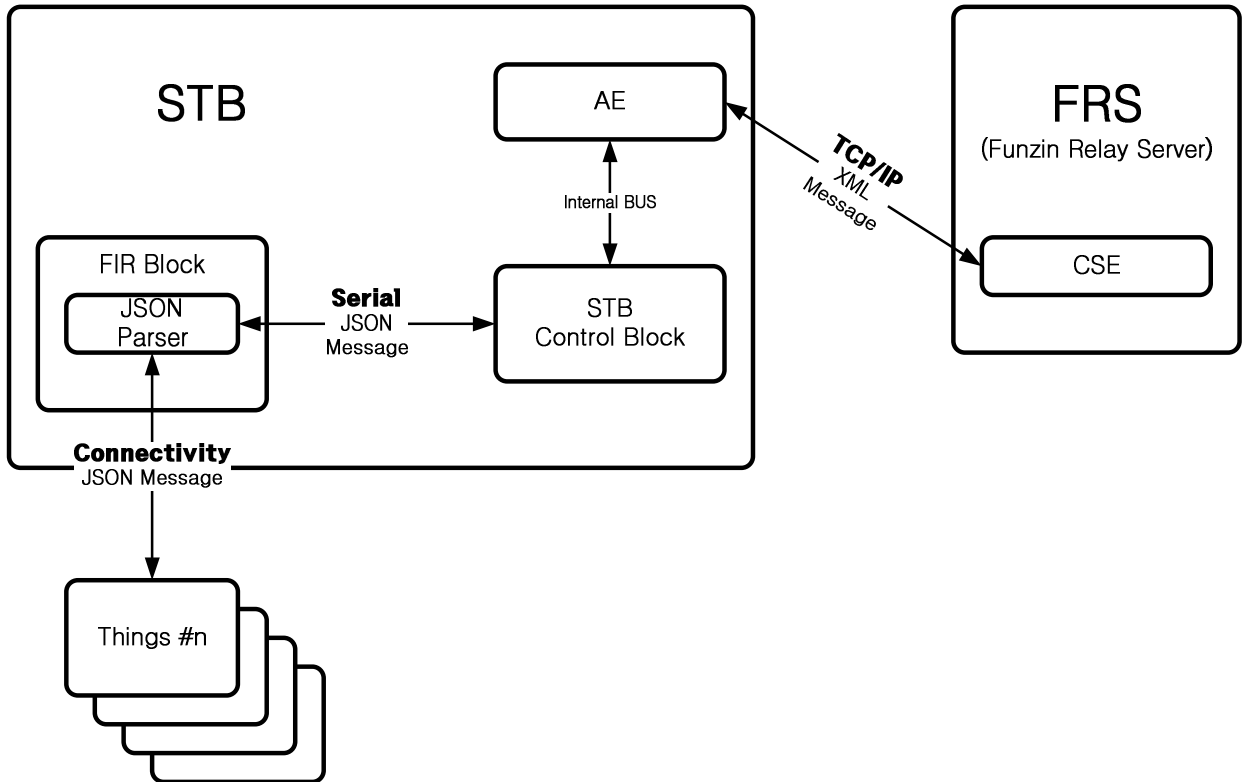 STB
AE
Internal BUS
FIR Block
JSON
Parser
Serial
JSON
Message
STB
Control Block
Connectivity
JSON Message
Things #n
TCP/IP
XML
Message
FRS
(Funzin Relay Server)
CSE